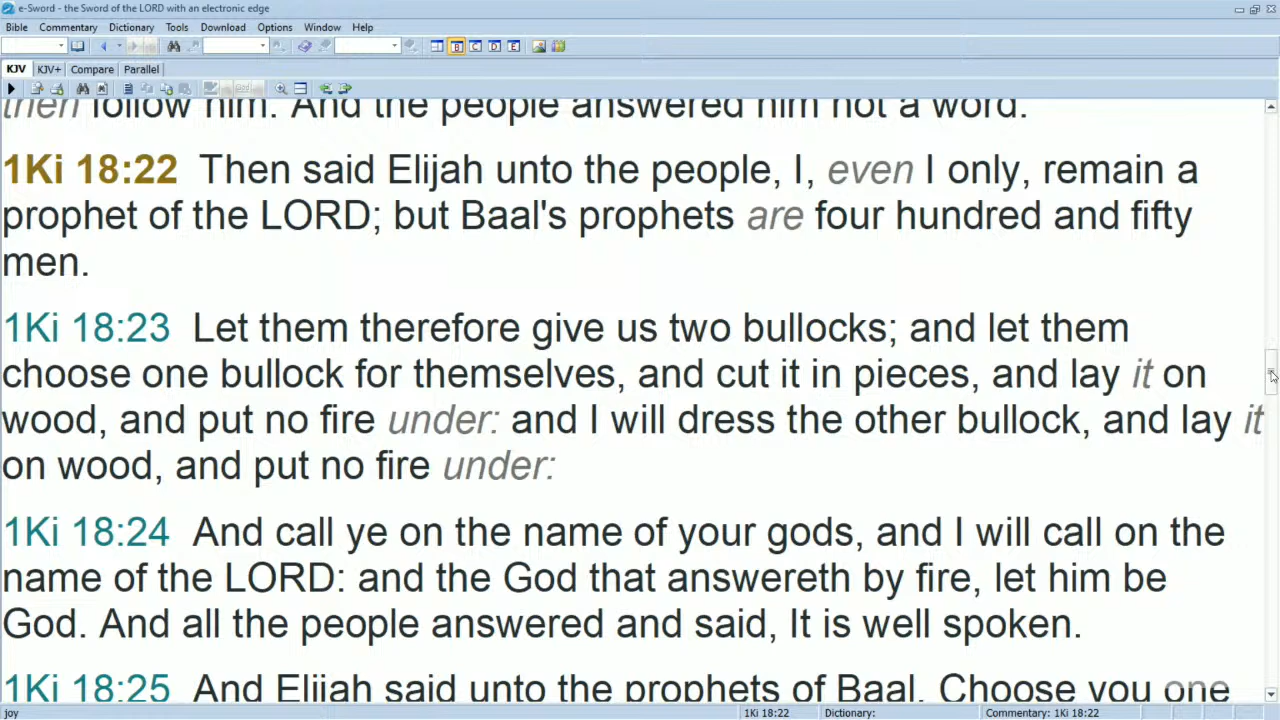 e-Sword - the Sword of the LORD with an electronic edge
Bible Commentary Dictionary Tools Download Options Window Help
B C D E
KJV KJV+ Compare Parallel
then follow him. And the people answered him not a word.
1Ki 18:22 Then said Elijah unto the people, I, even I only, remain a
prophet of the LORD; but Baal's prophets are four hundred and fifty
men.
1Ki 18:23 Let them therefore give us two bullocks; and let them
choose one bullock for themselves, and cut it in pieces, and lay it on
wood, and put no fire under: and I will dress the other bullock, and lay it
on wood, and put no fire under:
1Ki 18:24 And call ye on the name of your gods, and I will call on the
name of the LORD: and the God that answereth by fire, let him be
God. And all the people answered and said, It is well spoken.
1Ki 18:25 And Elijah said unto the prophets of Baal, Choose you one
joy 1Ki 18:22 Dictionary: Commentary: 1Ki 18:22